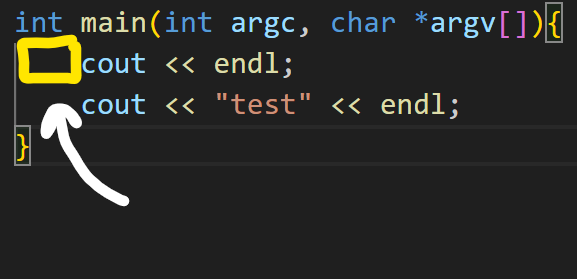 int main(int argc, char *argv[]){
    cout << endl;
    cout << "test" << endl;
}